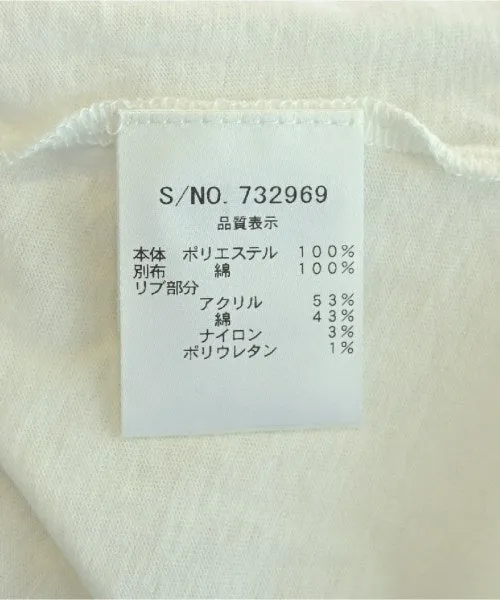 S/NO. 732969
品質表示
本体 ポリエステル 100%
別布 綿 100%
リブ部分
アクリル 53%
綿 43%
ナイロン 3%
ポリウレタン 1%